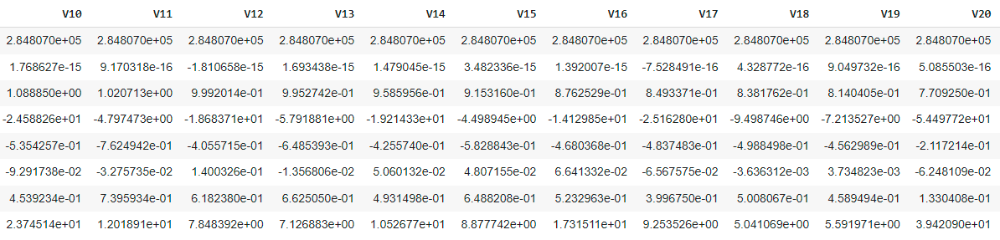 V10 V11 V12 V13 V14 V15 V16 V17 V18 V19 V20
2.848070e+05 2.848070e+05 2.848070e+05 2.848070e+05 2.848070e+05 2.848070e+05 2.848070e+05 2.848070e+05 2.848070e+05 2.848070e+05 2.848070e+05
1.768627e-15 9.170318e-16 -1.810658e-15 1.693438e-15 1.479045e-15 3.482336e-15 1.392007e-15 -7.528491e-16 4.328772e-16 9.049732e-16 5.085503e-16
1.088850e+00 1.020713e+00 9.992014e-01 9.952742e-01 9.585956e-01 9.153160e-01 8.762529e-01 8.493371e-01 8.381762e-01 8.140405e-01 7.709250e-01
-2.458826e+01 -4.797473e+00 -1.868371e+01 -5.791881e+00 -1.921433e+01 -4.498945e+00 -1.412985e+01 -2.516280e+01 -9.498746e+00 -7.213527e+00 -5.449772e+01
-5.354257e-01 -7.624942e-01 -4.055715e-01 -6.485393e-01 -4.255740e-01 -5.828843e-01 -4.680368e-01 -4.837483e-01 -4.988498e-01 -4.562989e-01 -2.117214e-01
-9.291738e-02 -3.275735e-02 1.400326e-01 -1.356806e-02 5.060132e-02 4.807155e-02 6.641332e-02 -6.567575e-02 -3.636312e-03 3.734823e-03 -6.248109e-02
4.539234e-01 7.395934e-01 6.182380e-01 6.625050e-01 4.931498e-01 6.488208e-01 5.232963e-01 3.996750e-01 5.008067e-01 4.589494e-01 1.330408e-01
2.374514e+01 1.201891e+01 7.848392e+00 7.126883e+00 1.052677e+01 8.877742e+00 1.731511e+01 9.253526e+00 5.041069e+00 5.591971e+00 3.942090e+01